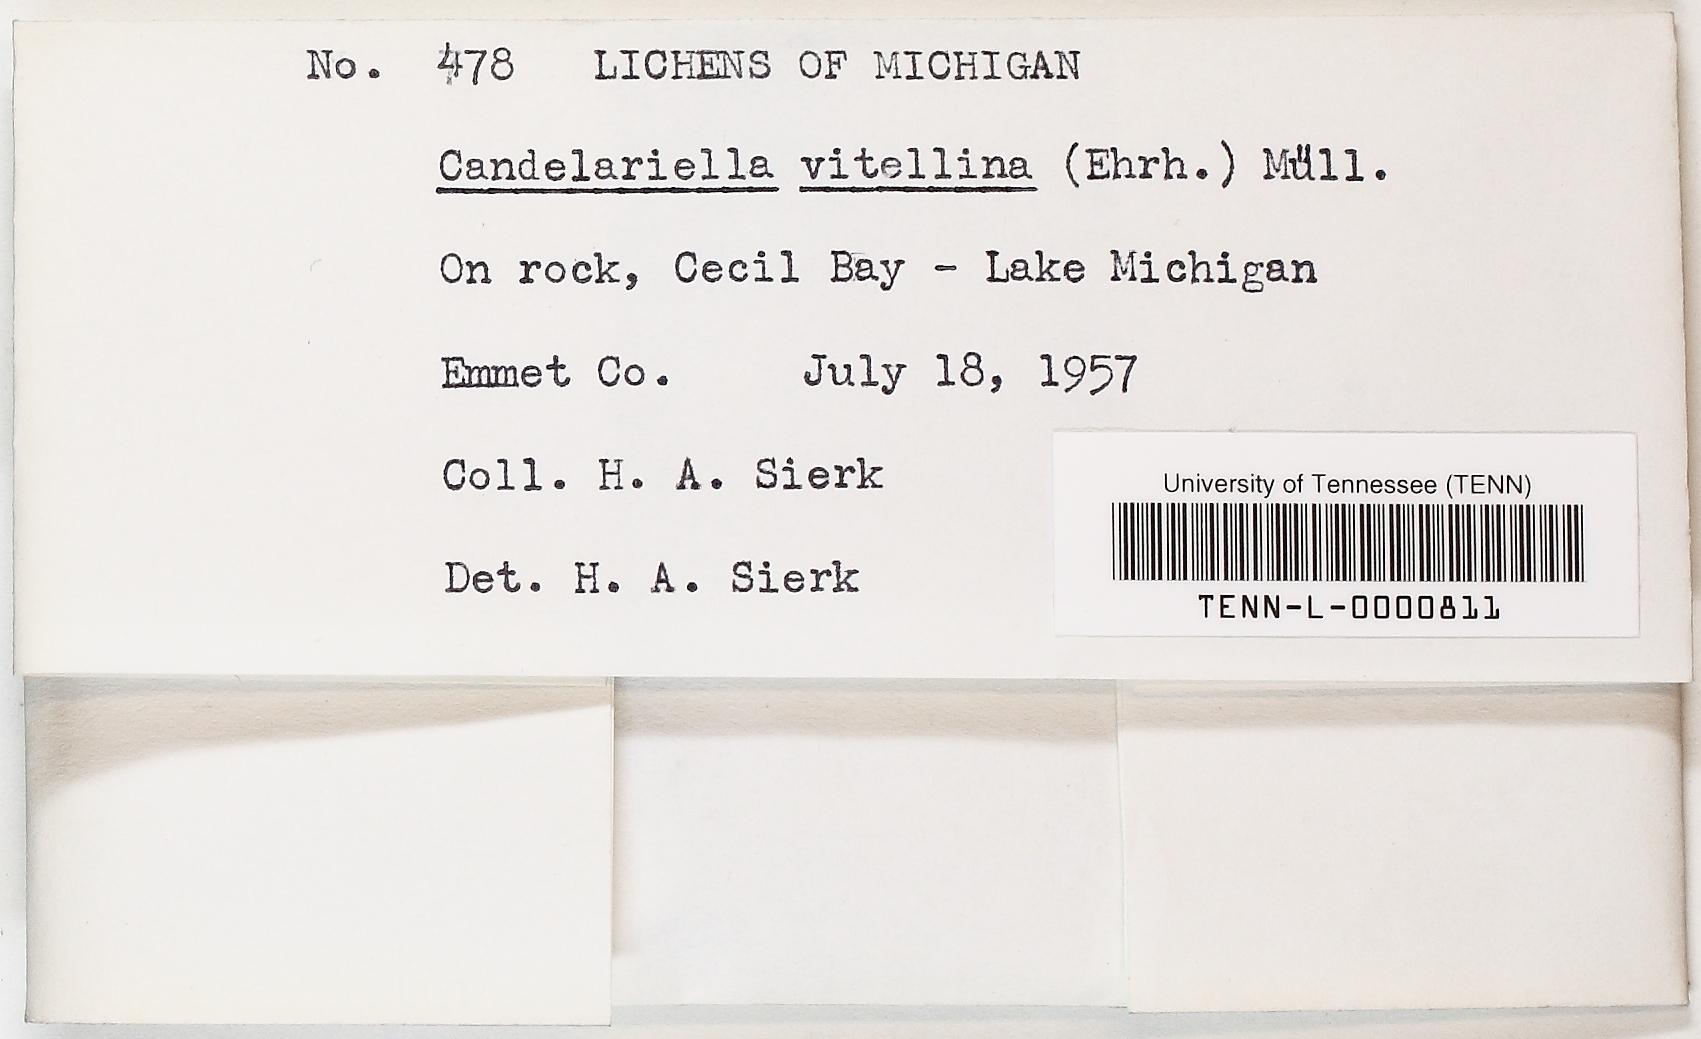 No. 478 LICHENS OF MICHIGAN
Candelariella vitellina (Ehrh.) Müll.
On rock, Cecil Bay - Lake Michigan
Emmet Co. July 18, 1957
Coll. H. A. Sierk
Det. H. A. Sierk
University of Tennessee (TENN)
TENN-L-0000811